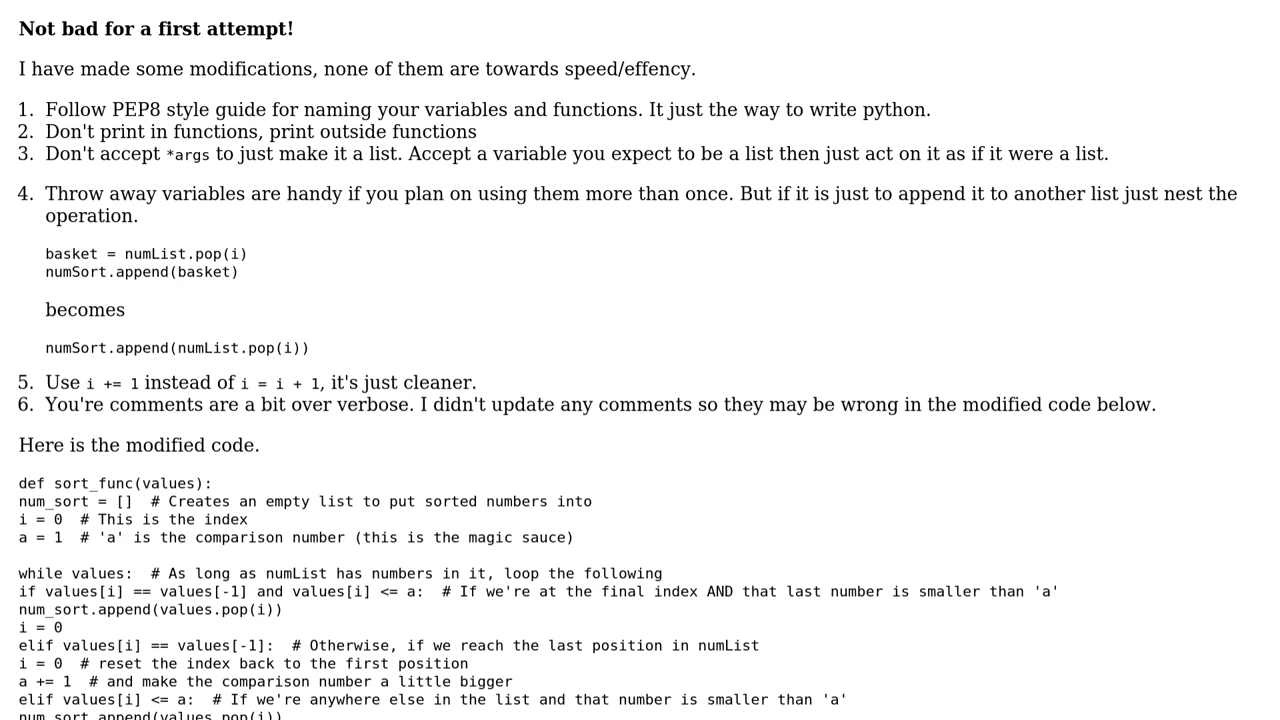 Not bad for a first attempt!
I have made some modifications, none of them are towards speed/effency.
1. Follow PEP8 style guide for naming your variables and functions. It just the way to write python.
2. Don't print in functions, print outside functions
3. Don't accept *args to just make it a list. Accept a variable you expect to be a list then just act on it as if it were a list.
4. Throw away variables are handy if you plan on using them more than once. But if it is just to append it to another list just nest the
operation.
basket = numList.pop(i)
numSort.append(basket)
becomes
numSort.append(numList.pop(i))
5. Use i += 1 instead of i = i + 1, it's just cleaner.
6. You're comments are a bit over verbose. I didn't update any comments so they may be wrong in the modified code below.
Here is the modified code.
def sort_func(values):
num_sort = []  # Creates an empty list to put sorted numbers into
i = 0  # This is the index
a = 1  # 'a' is the comparison number (this is the magic sauce)
while values:  # As long as numList has numbers in it, loop the following
if values[i] == values[-1] and values[i] <= a:  # If we're at the final index AND that last number is smaller than 'a'
num_sort.append(values.pop(i))
i = 0
elif values[i] == values[-1]:  # Otherwise, if we reach the last position in numList
i = 0  # reset the index back to the first position
a += 1  # and make the comparison number a little bigger
elif values[i] <= a:  # If we're anywhere else in the list and that number is smaller than 'a'
num_sort.append(values.pop(i))